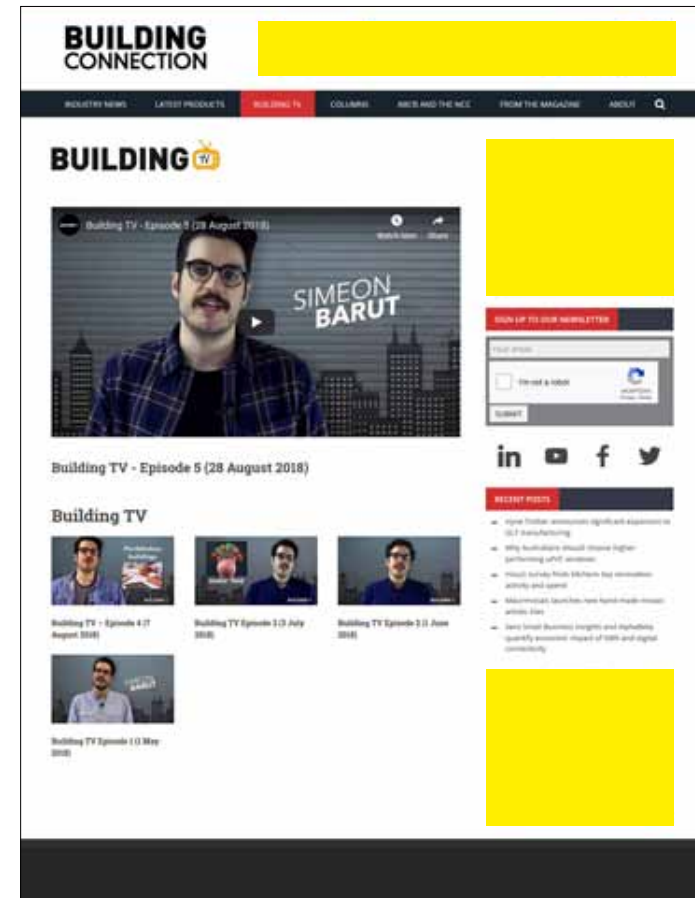 BUILDING
CONNECTION
INDUSTRY NEWS
LATEST PRODUCTS
BUILDING TV
COLUMNS
ABCB AND THE NCC
FROM THE MAGAZINE
ABOUT
BUILDING TV
Building TV - Episode 5 (28 August 2018)
Watch later
Share
SIMEON
BARUT
SIGN UP TO OUR NEWSLETTER
Your email
I'm not a robot
reCAPTCHA
Privacy - Terms
SUBMIT
Building TV - Episode 5 (28 August 2018)
in
Building TV
RECENT POSTS
Hyne Timber announces significant expansion to
GLT manufacturing
Why Australians should choose higher
performing uPVC windows
Houzz survey finds kitchens key renovation
activity and spend
launches new hand-made mosaic
artistic tiles
Xero Small Business Insights and AlphaBeta
quantify economic impact of NBN and digital
connectivity
Building TV – Episode 4 (7
August 2018)
Building TV Episode 3 (3 July
2018)
Building TV Episode 2 (1 June
2018)
Building TV Episode 1 (1 May
2018)